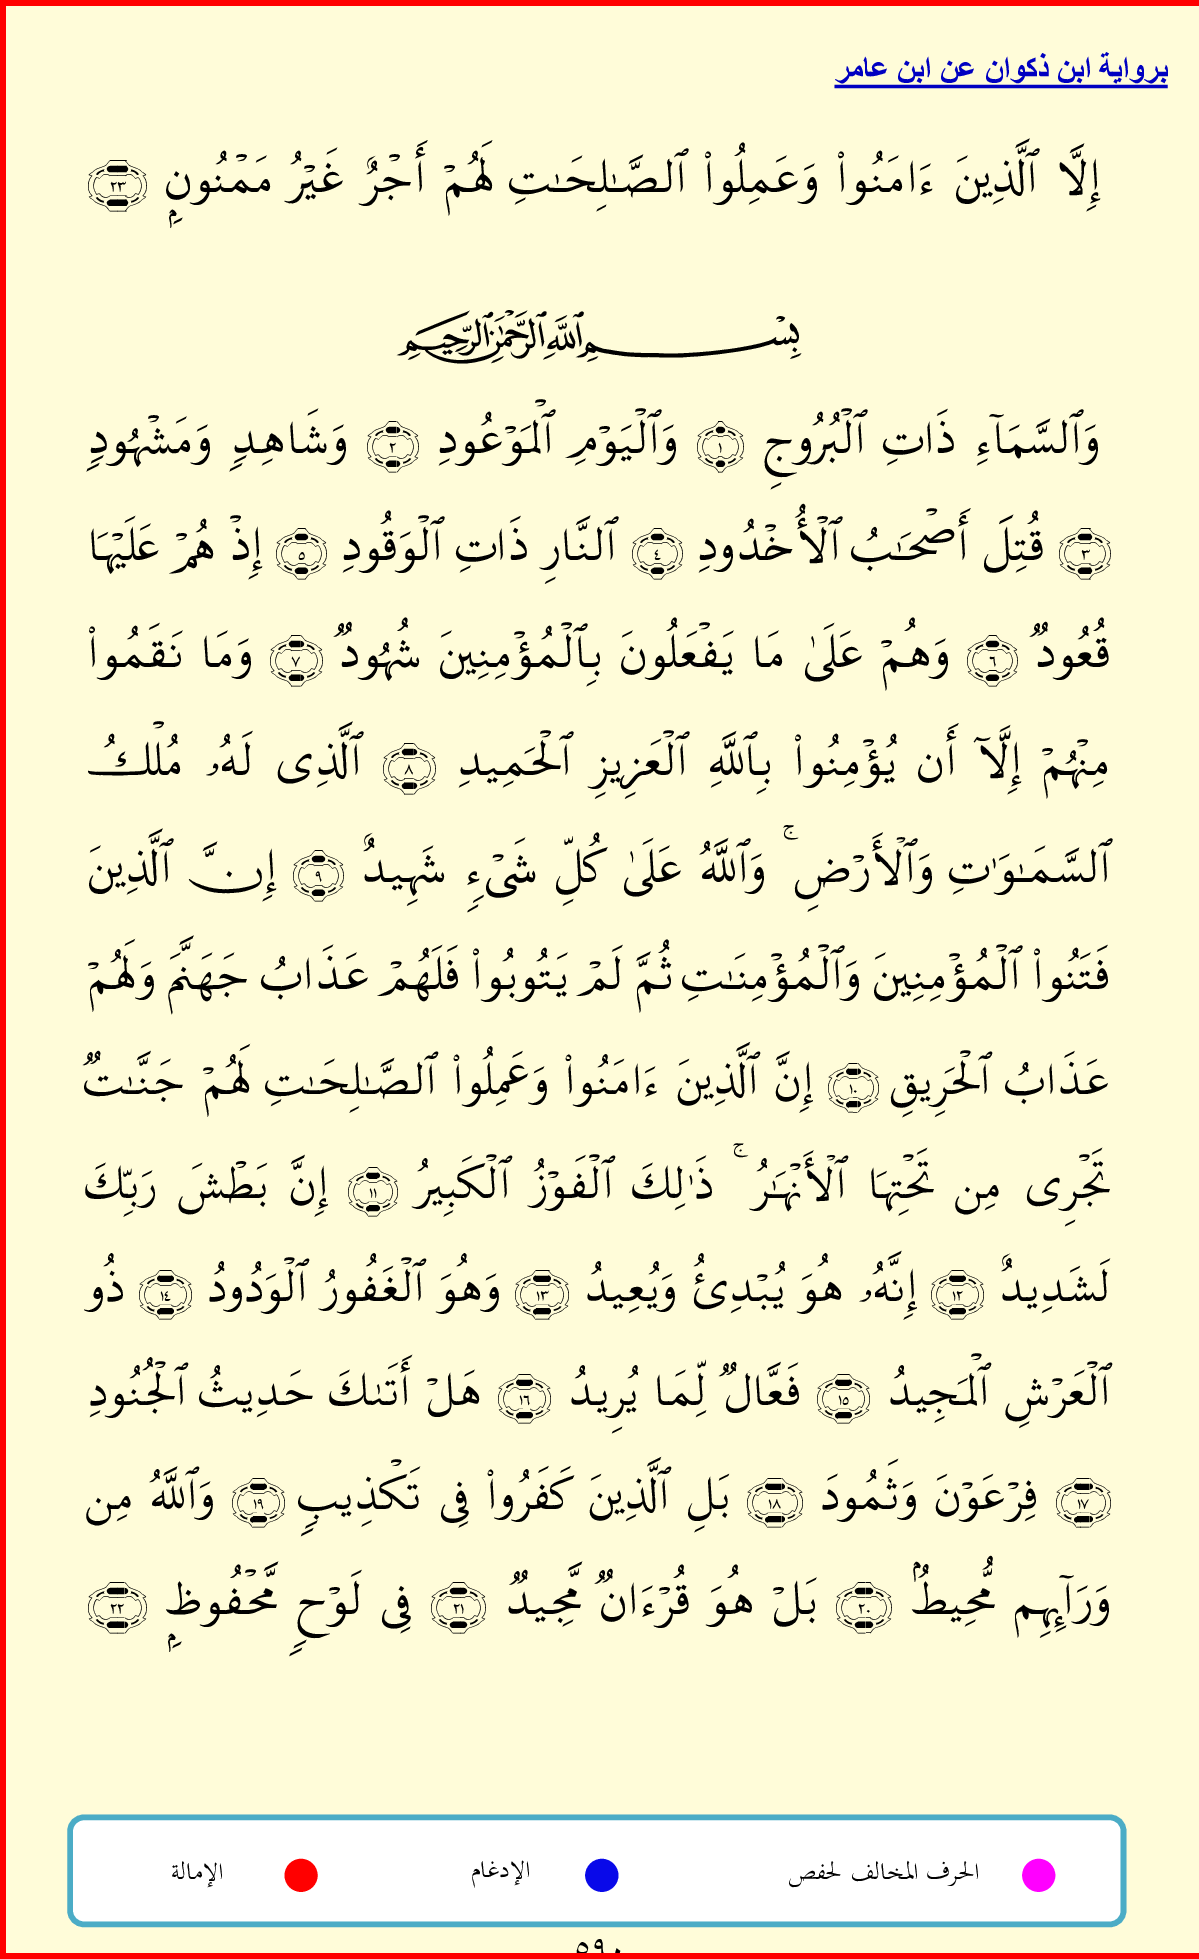 برواية ابن ذكوان عن ابن عامر
إِلَّا ٱلَّذِينَ ءَامَنُوا۟ وَعَمِلُوا۟ ٱلصَّـٰلِحَـٰتِ لَهُمۡ أَجۡرٌ غَيۡرُ مَمۡنُونِۭ ٢٣
بِسۡمِ ٱللَّهِ ٱلرَّحۡمَـٰنِ ٱلرَّحِيمِ
وَٱلسَّمَآءِ ذَاتِ ٱلۡبُرُوجِ ١ وَٱلۡيَوۡمِ ٱلۡمَوۡعُودِ ٢ وَشَاهِدٍ وَمَشۡهُودٍ
٣ قُتِلَ أَصۡحَـٰبُ ٱلۡأُخۡدُودِ ٤ ٱلنَّارِ ذَاتِ ٱلۡوَقُودِ ٥ إِذۡ هُمۡ عَلَيۡهَا
قُعُودٌ ٦ وَهُمۡ عَلَىٰ مَا يَفۡعَلُونَ بِٱلۡمُؤۡمِنِينَ شُهُودٌ ٧ وَمَا نَقَمُوا۟
مِنۡهُمۡ إِلَّآ أَن يُؤۡمِنُوا۟ بِٱللَّهِ ٱلۡعَزِيزِ ٱلۡحَمِيدِ ٨ ٱلَّذِى لَهُۥ مُلۡكُ
ٱلسَّمَـٰوَٰتِ وَٱلۡأَرۡضِ ۚ وَٱللَّهُ عَلَىٰ كُلِّ شَىۡءٍ شَهِيدٌ ٩ إِنَّ ٱلَّذِينَ
فَتَنُوا۟ ٱلۡمُؤۡمِنِينَ وَٱلۡمُؤۡمِنَـٰتِ ثُمَّ لَمۡ يَتُوبُوا۟ فَلَهُمۡ عَذَابُ جَهَنَّمَ وَلَهُمۡ
عَذَابُ ٱلۡحَرِيقِ ١٠ إِنَّ ٱلَّذِينَ ءَامَنُوا۟ وَعَمِلُوا۟ ٱلصَّـٰلِحَـٰتِ لَهُمۡ جَنَّـٰتٌ
تَجۡرِى مِن تَحۡتِهَا ٱلۡأَنۡهَـٰرُ ۚ ذَٰلِكَ ٱلۡفَوۡزُ ٱلۡكَبِيرُ ١١ إِنَّ بَطۡشَ رَبِّكَ
لَشَدِيدٌ ١٢ إِنَّهُۥ هُوَ يُبۡدِئُ وَيُعِيدُ ١٣ وَهُوَ ٱلۡغَفُورُ ٱلۡوَدُودُ ١٤ ذُو
ٱلۡعَرۡشِ ٱلۡمَجِيدُ ١٥ فَعَّالٌ لِّمَا يُرِيدُ ١٦ هَلۡ أَتَىٰكَ حَدِيثُ ٱلۡجُنُودِ
١٧ فِرۡعَوۡنَ وَثَمُودَ ١٨ بَلِ ٱلَّذِينَ كَفَرُوا۟ فِى تَكۡذِيبٍ ١٩ وَٱللَّهُ مِن
وَرَآئِهِم مُّحِيطُۢ ٢٠ بَلۡ هُوَ قُرۡءَانٌ مَّجِيدٌ ٢١ فِى لَوۡحٍ مَّحۡفُوظِۭ ٢٢
الحرف المخالف لحفص الإدغام الإمالة
٥٩٠